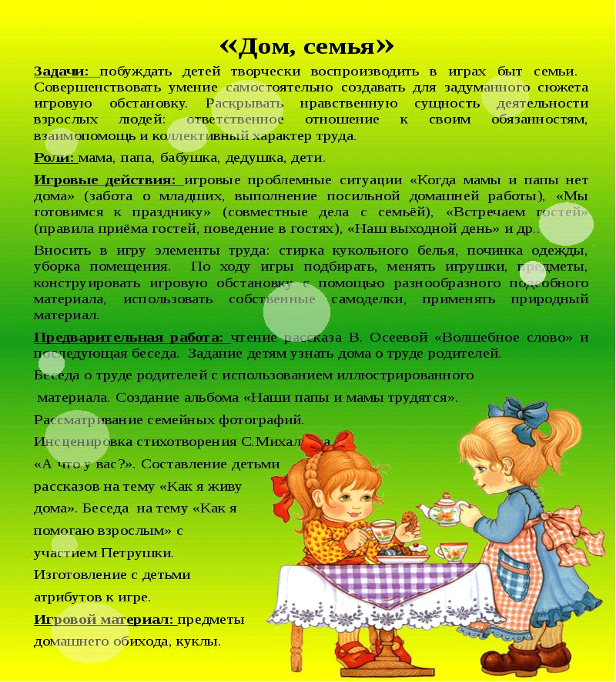 «Дом, семья»
Задачи: побуждать детей творчески воспроизводить в играх быт семьи.
Совершенствовать умение самостоятельно создавать для задуманного сюжета
игровую обстановку. Раскрывать нравственную сущность деятельности
взрослых людей: ответственное отношение к своим обязанностям,
взаимопомощь и коллективный характер труда.
Роли: мама, папа, бабушка, дедушка, дети.
Игровые действия: игровые проблемные ситуации «Когда мамы и папы нет
дома» (забота о младших, выполнение посильной домашней работы), «Мы
готовимся к празднику» (совместные дела с семьёй), «Встречаем гостей»
(правила приёма гостей, поведение в гостях), «Наш выходной день» и др..
Вносить в игру элементы труда: стирка кукольного белья, починка одежды,
уборка помещения. По ходу игры подбирать, менять игрушки, предметы,
конструировать игровую обстановку с помощью разнообразного подсобного
материала, использовать собственные самоделки, применять природный
материал.
Предварительная работа: чтение рассказа В. Осеевой «Волшебное слово» и
последующая беседа. Задание детям узнать дома о труде родителей.
Беседа о труде родителей с использованием иллюстрированного
материала. Создание альбома «Наши папы и мамы трудятся».
Рассматривание семейных фотографий.
Инсценировка стихотворения С.Михалкова
«А что у вас?». Составление детьми
рассказов на тему «Как я живу
дома». Беседа на тему «Как я
помогаю взрослым» с
участием Петрушки.
Изготовление с детьми
атрибутов к игре.
Игровой материал: предметы
домашнего обихода, куклы.